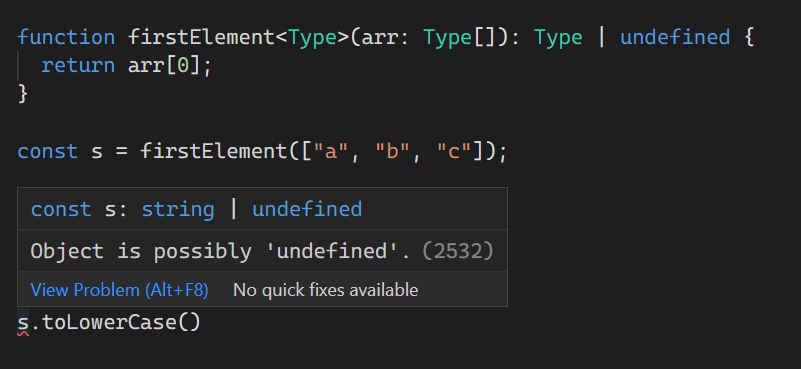 function firstElement<Type>(arr: Type[]): Type | undefined {
  return arr[0];
}
const s = firstElement(["a", "b", "c"]);
const s: string | undefined
Object is possibly 'undefined'. (2532)
View Problem (Alt+F8) No quick fixes available
s.toLowerCase()